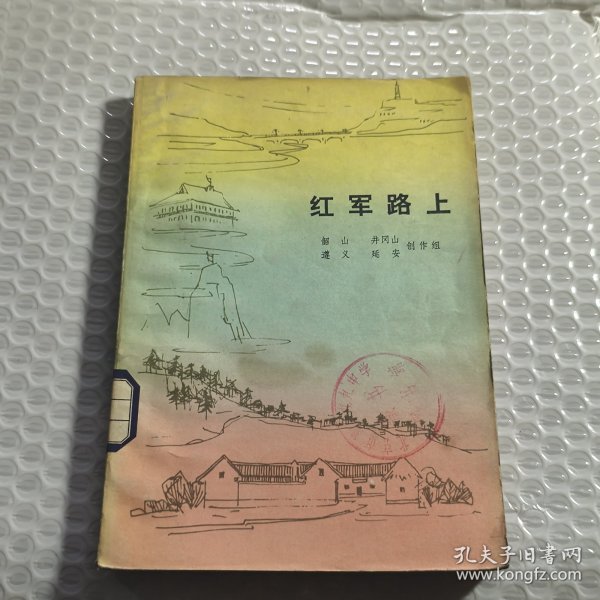 红军路上
韶山 井冈山
遵义 延安
创作组
孔夫子旧書网
www.kongfz.com